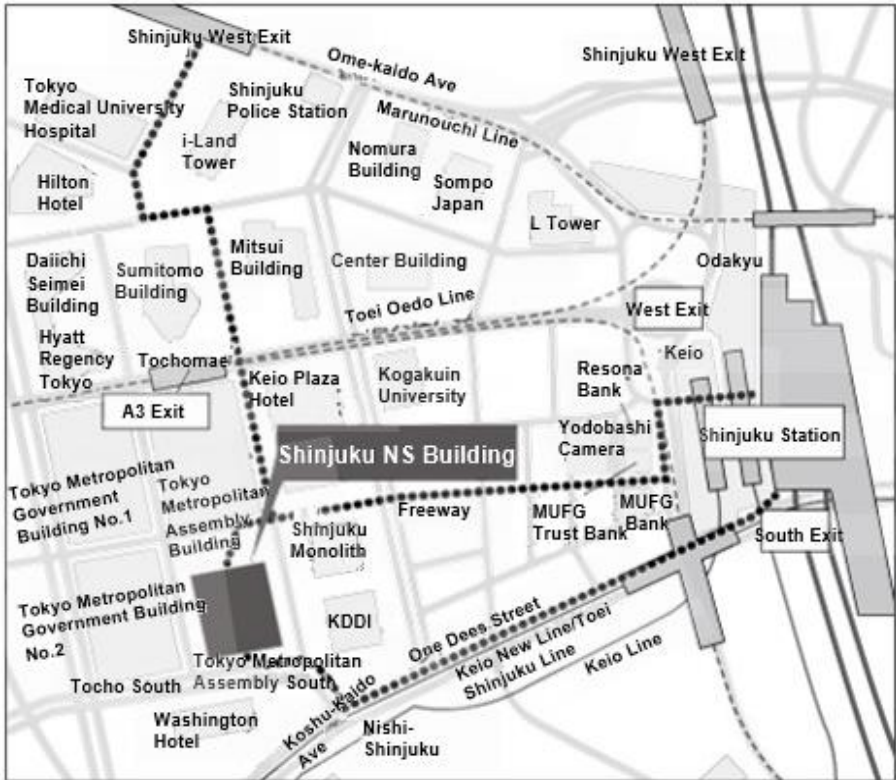 Shinjuku West Exit
Shinjuku West Exit
Ome-kaido Ave
Tokyo
Medical University
Hospital
Shinjuku
Police Station
Marunouchi Line
i-Land
Tower
Nomura
Building
Hilton
Hotel
Sompo
Japan
L Tower
Daiichi
Seimei
Building
Sumitomo
Building
Mitsui
Building
Center Building
Odakyu
Toei Oedo Line
West Exit
Hyatt
Regency
Tokyo
Tochomae
Keio Plaza
Hotel
Kogakuin
University
Resona
Bank
Keio
A3 Exit
Yodobashi
Camera
Shinjuku Station
Shinjuku NS Building
Tokyo Metropolitan
Government
Building No.1
Tokyo
Metropolitan
Assembly
Building
Freeway
Shinjuku
Monolith
MUFG
Trust Bank
MUFG
Bank
South Exit
Tokyo Metropolitan
Government Building
No.2
KDDI
One Dees Street
Keio New Line/Toei
Shinjuku Line
Keio Line
Tokyo Metropolitan
Assembly South
Tocho South
Koshu-Kaido
Ave
Washington
Hotel
Nishi-
Shinjuku